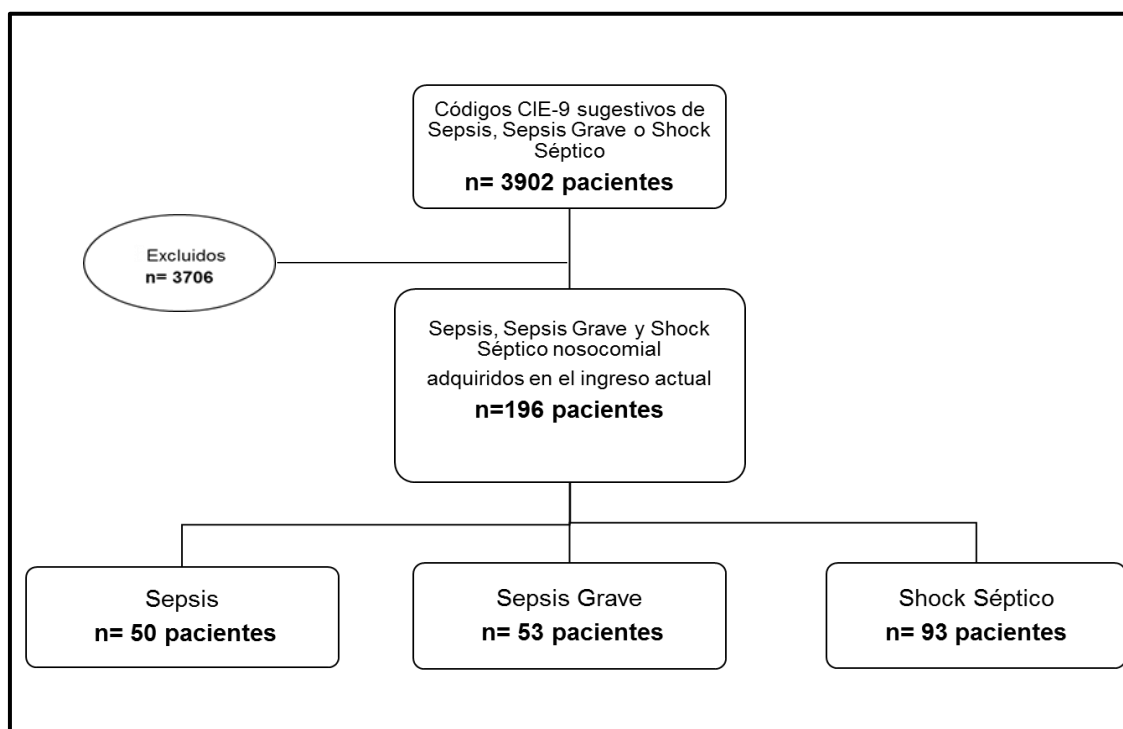 Códigos CIE-9 sugestivos de
Sepsis, Sepsis Grave o Shock
Séptico
n= 3902 pacientes
Excluidos
n= 3706
Sepsis, Sepsis Grave y Shock
Séptico nosocomial
adquiridos en el ingreso actual
n=196 pacientes
Sepsis
n= 50 pacientes
Sepsis Grave
n= 53 pacientes
Shock Séptico
n= 93 pacientes